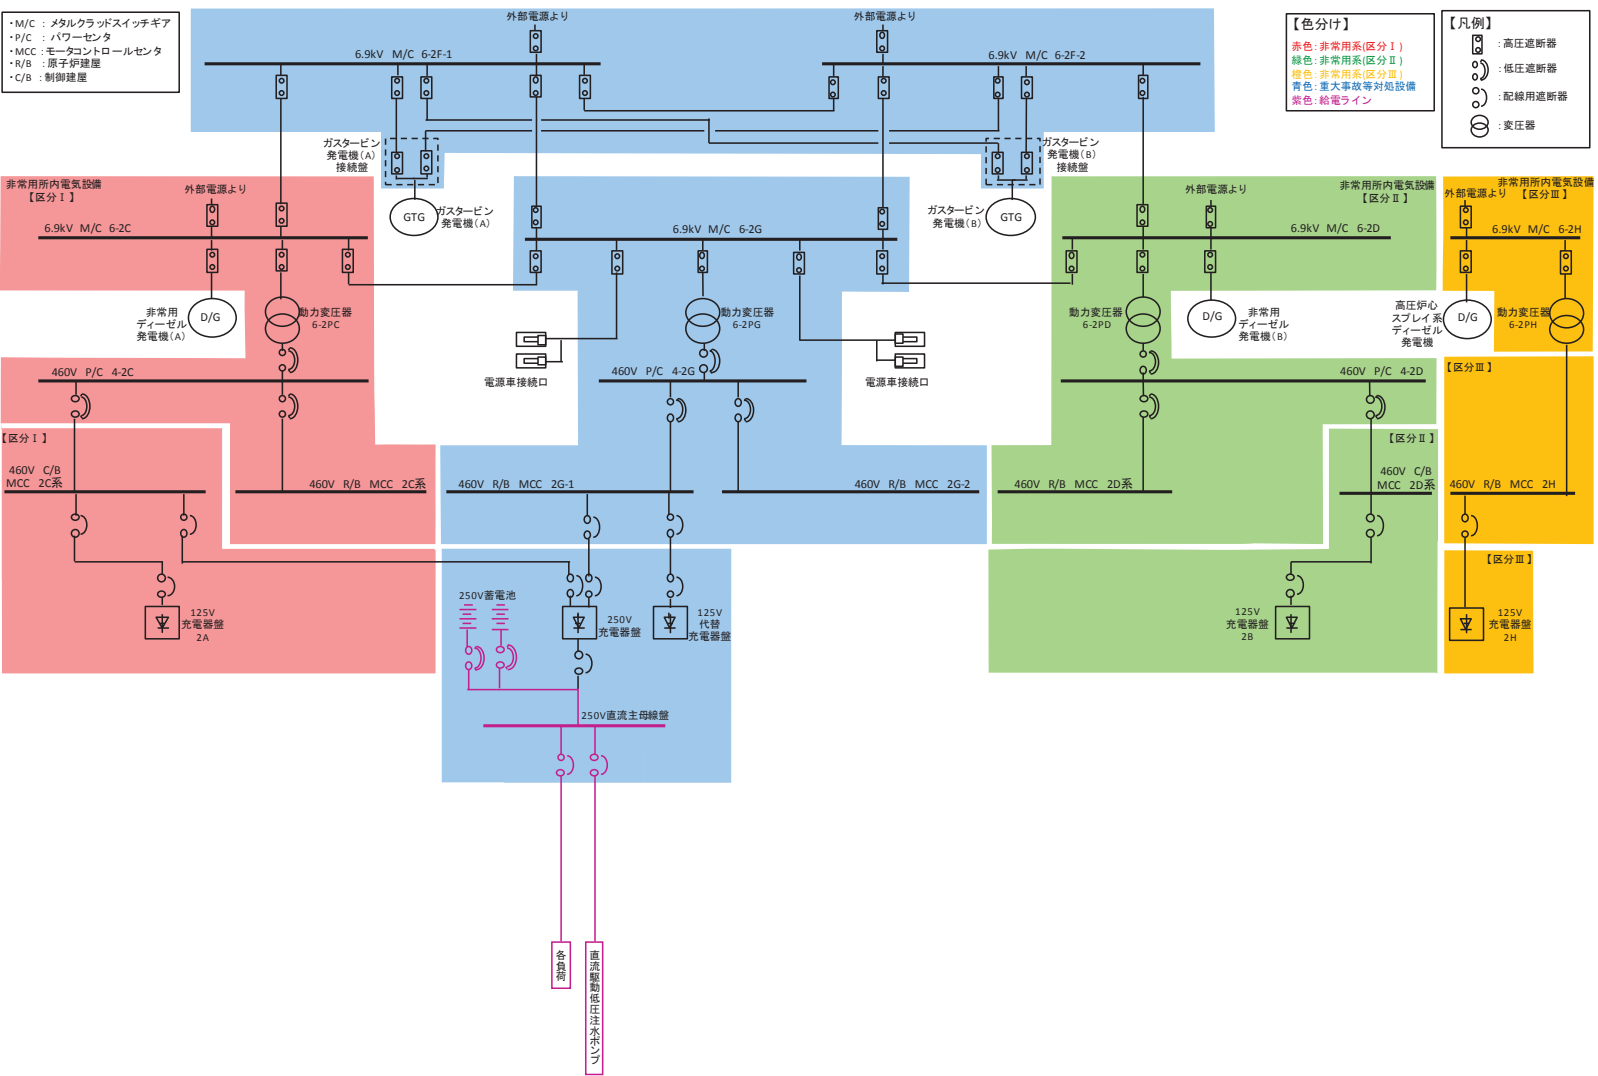 ・M/C ：メタルクラッドスイッチギア
・P/C ：パワーセンタ
・MCC：モータコントロールセンタ
・R/B ：原子炉建屋
・C/B ：制御建屋
外部電源より
外部電源より
6.9kV M/C 6-2F-1
6.9kV M/C 6-2F-2
【色分け】
赤色：非常用系(区分Ⅰ)
緑色：非常用系(区分Ⅱ)
橙色：非常用系(区分Ⅲ)
青色：重大事故等対処設備
紫色：給電ライン
【凡例】
：高圧遮断器
：低圧遮断器
：配線用遮断器
：変圧器
ガスタービン
発電機(A)
接続盤
ガスタービン
発電機(B)
接続盤
非常用所内電気設備
【区分Ⅰ】
外部電源より
6.9kV M/C 6-2C
GTG
ガスタービン
発電機(A)
6.9kV M/C 6-2G
ガスタービン
発電機(B)
GTG
外部電源より
非常用所内電気設備
【区分Ⅱ】
6.9kV M/C 6-2D
非常用所内電気設備
【区分Ⅲ】
外部電源より
6.9kV M/C 6-2H
非常用
ディーゼル
発電機(A)
D/G
動力変圧器
6-2PC
動力変圧器
6-2PG
動力変圧器
6-2PD
D/G
非常用
ディーゼル
発電機(B)
高圧炉心
スプレイ系
ディーゼル
発電機
D/G
動力変圧器
6-2PH
電源車接続口
電源車接続口
460V P/C 4-2C
460V P/C 4-2G
460V P/C 4-2D
【区分Ⅲ】
【区分Ⅰ】
【区分Ⅱ】
460V C/B
MCC 2C系
460V R/B MCC 2C系
460V R/B MCC 2G-1
460V R/B MCC 2G-2
460V R/B MCC 2D系
460V C/B
MCC 2D系
460V R/B MCC 2H
【区分Ⅲ】
125V
充電器盤
2A
250V蓄電池
250V
充電器盤
125V
代替
充電器盤
125V
充電器盤
2B
125V
充電器盤
2H
250V直流主母線盤
各負荷
直流駆動低圧注水ポンプ